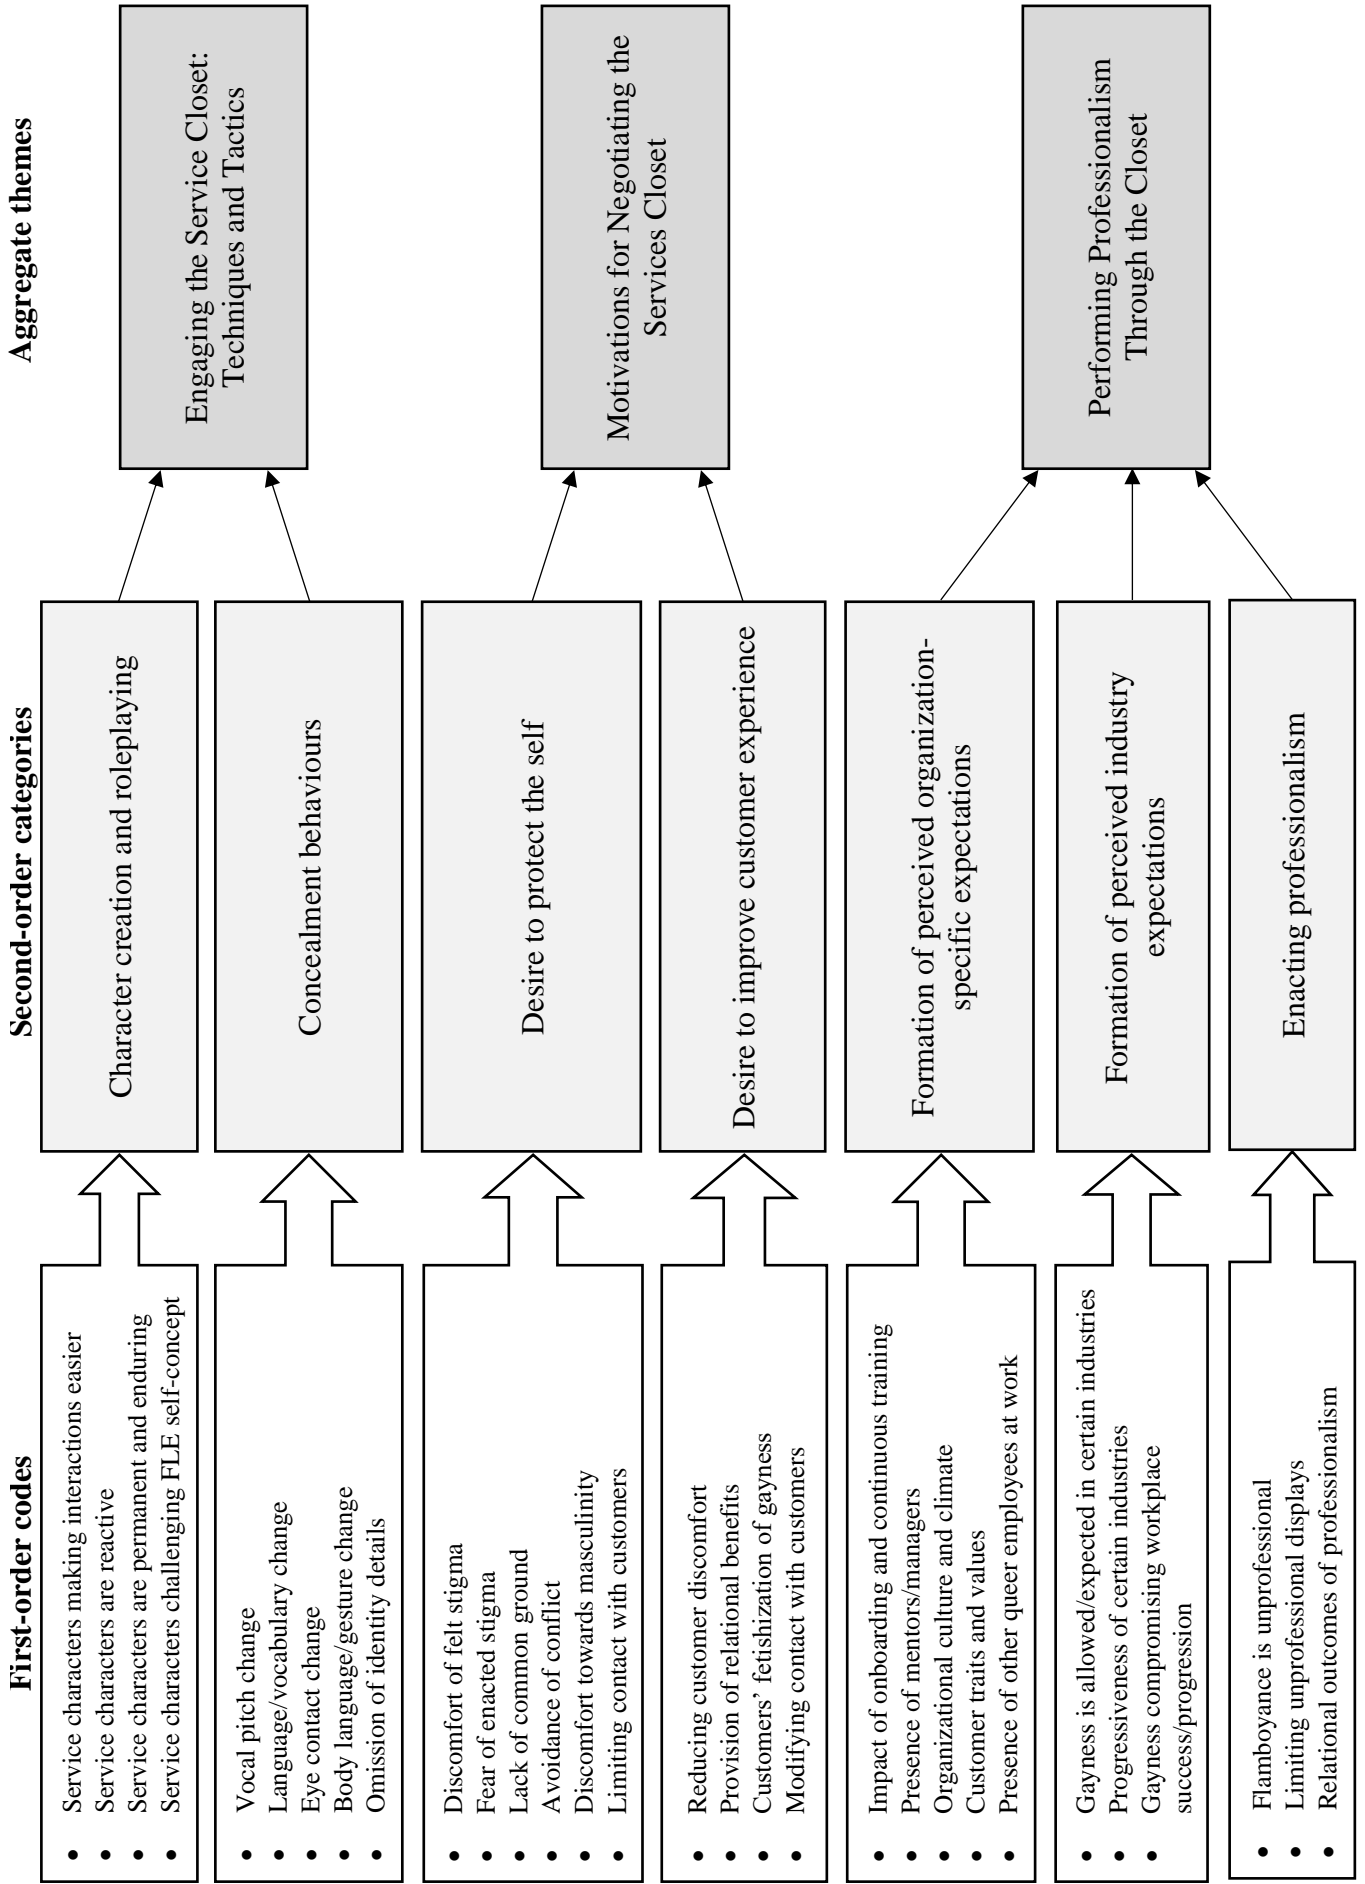 First-order codes
Second-order categories
Aggregate themes
• Service characters making interactions easier
• Service characters are reactive
• Service characters are permanent and enduring
• Service characters challenging FLE self-concept
Character creation and roleplaying
• Vocal pitch change
• Language/vocabulary change
• Eye contact change
• Body language/gesture change
• Omission of identity details
Concealment behaviours
Engaging the Service Closet:
Techniques and Tactics
• Discomfort of felt stigma
• Fear of enacted stigma
• Lack of common ground
• Avoidance of conflict
• Discomfort towards masculinity
• Limiting contact with customers
Desire to protect the self
• Reducing customer discomfort
• Provision of relational benefits
• Customers’ fetishization of gayness
• Modifying contact with customers
Desire to improve customer experience
Motivations for Negotiating the
Services Closet
• Impact of onboarding and continuous training
• Presence of mentors/managers
• Organizational culture and climate
• Customer traits and values
• Presence of other queer employees at work
Formation of perceived organization-
specific expectations
• Gayness is allowed/expected in certain industries
• Progressiveness of certain industries
• Gayness compromising workplace
success/progression
Formation of perceived industry
expectations
• Flamboyance is unprofessional
• Limiting unprofessional displays
• Relational outcomes of professionalism
Enacting professionalism
Performing Professionalism
Through the Closet